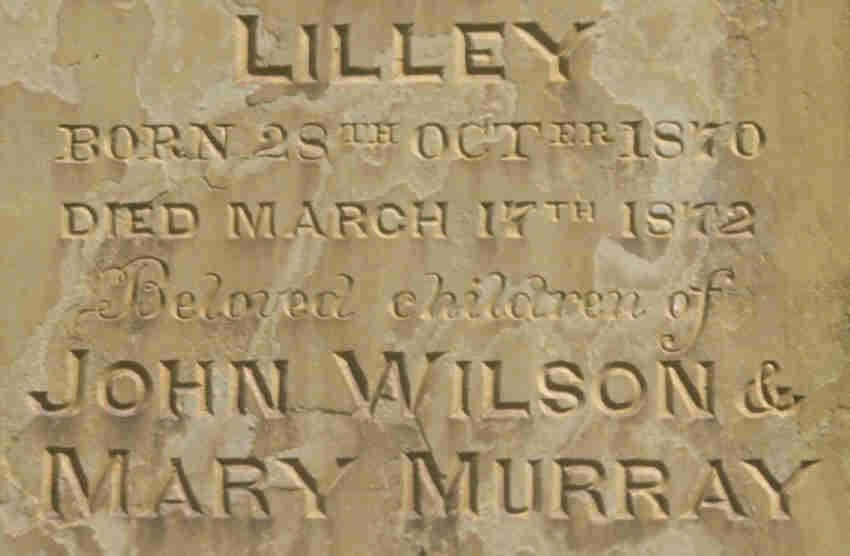 LILLEY
BORN 28TH OCTER 1870
DIED MARCH 17TH 1872
Beloved children of
JOHN WILSON &
MARY MURRAY